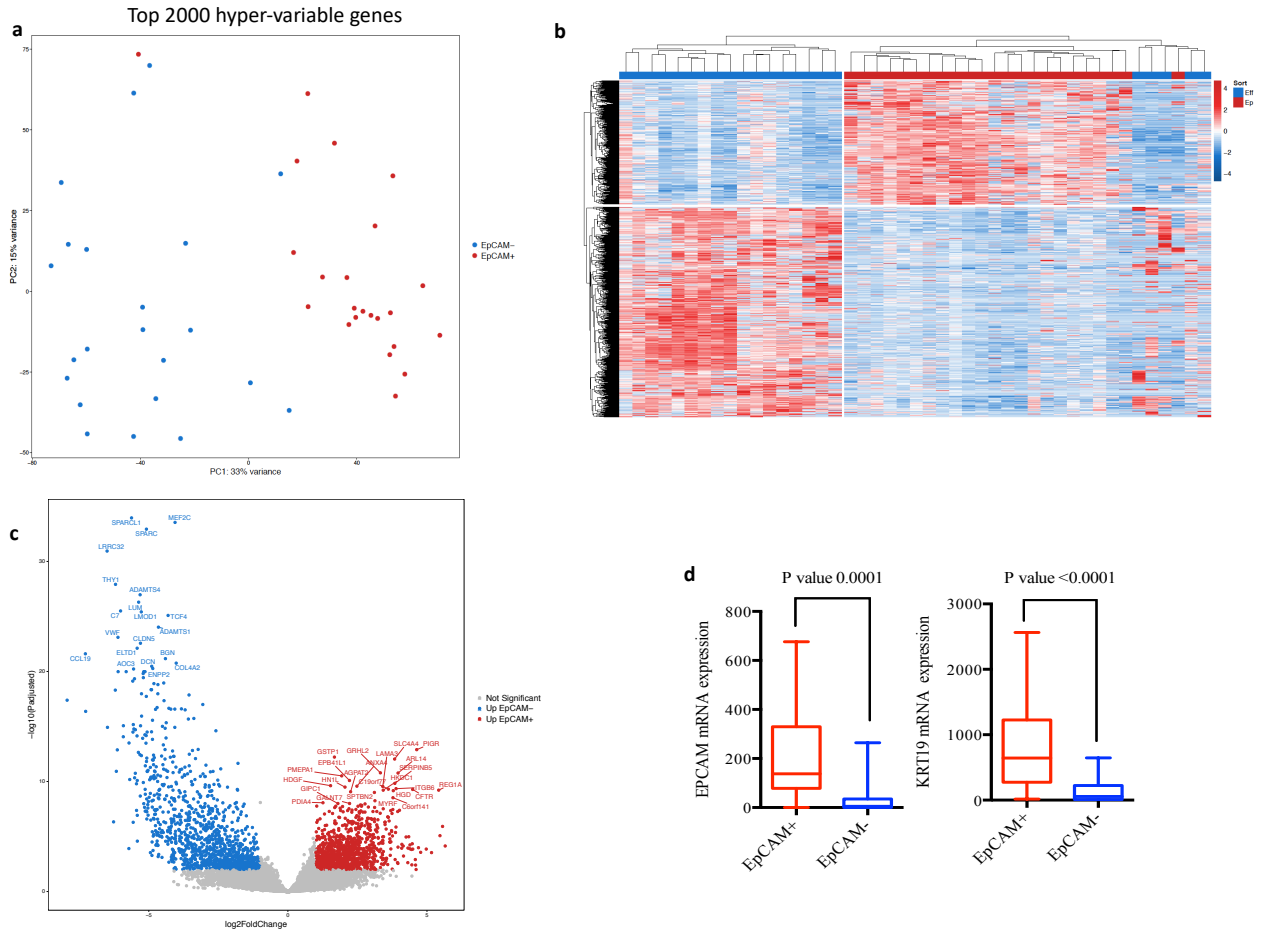 a
Top 2000 hyper-variable genes
75
50
25
0
−25
−50
−80
−40
0
40
PC2: 15% variance
PC1: 33% variance
EpCAM−
EpCAM+
b
Sort
Eff
Ep
4
2
0
−2
−4
c
SPARCL1
MEF2C
SPARC
LRRC32
THY1
ADAMTS4
LUM
C7
LMOD1
TCF4
ADAMTS1
VWF
CLDN5
ELTD1
BGN
CCL19
AOC3
DCN
COL4A2
ENPP2
GSTP1
GRHL2
LAMA3
SLC4A4
PIGR
EPB41L1
ANXA4
ARL14
PMEPA1
AGPAT2
SERPINB5
HDGF
HN1L
C19orf77
HKDC1
GIPC1
ITGB6
REG1A
GALNT7
SPTBN2
HGD
CFTR
PDIA4
MYRF
C6orf141
30
20
10
0
−5
0
5
−log10(Padjusted)
log2FoldChange
Not Significant
Up EpCAM−
Up EpCAM+
d
P value 0.0001
800
600
400
200
0
EPCAM mRNA expression
EpCAM+
EpCAM-
P value <0.0001
3000
2000
1000
0
KRT19 mRNA expression
EpCAM+
EpCAM-